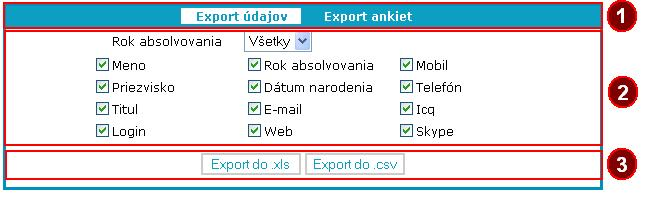 Export údajov Export ankiet 1
Rok absolvovania Všetky
Meno Rok absolvovania Mobil
Priezvisko Dátum narodenia Telefón 2
Titul E-mail Icq
Login Web Skype
Export do .xls Export do .csv 3